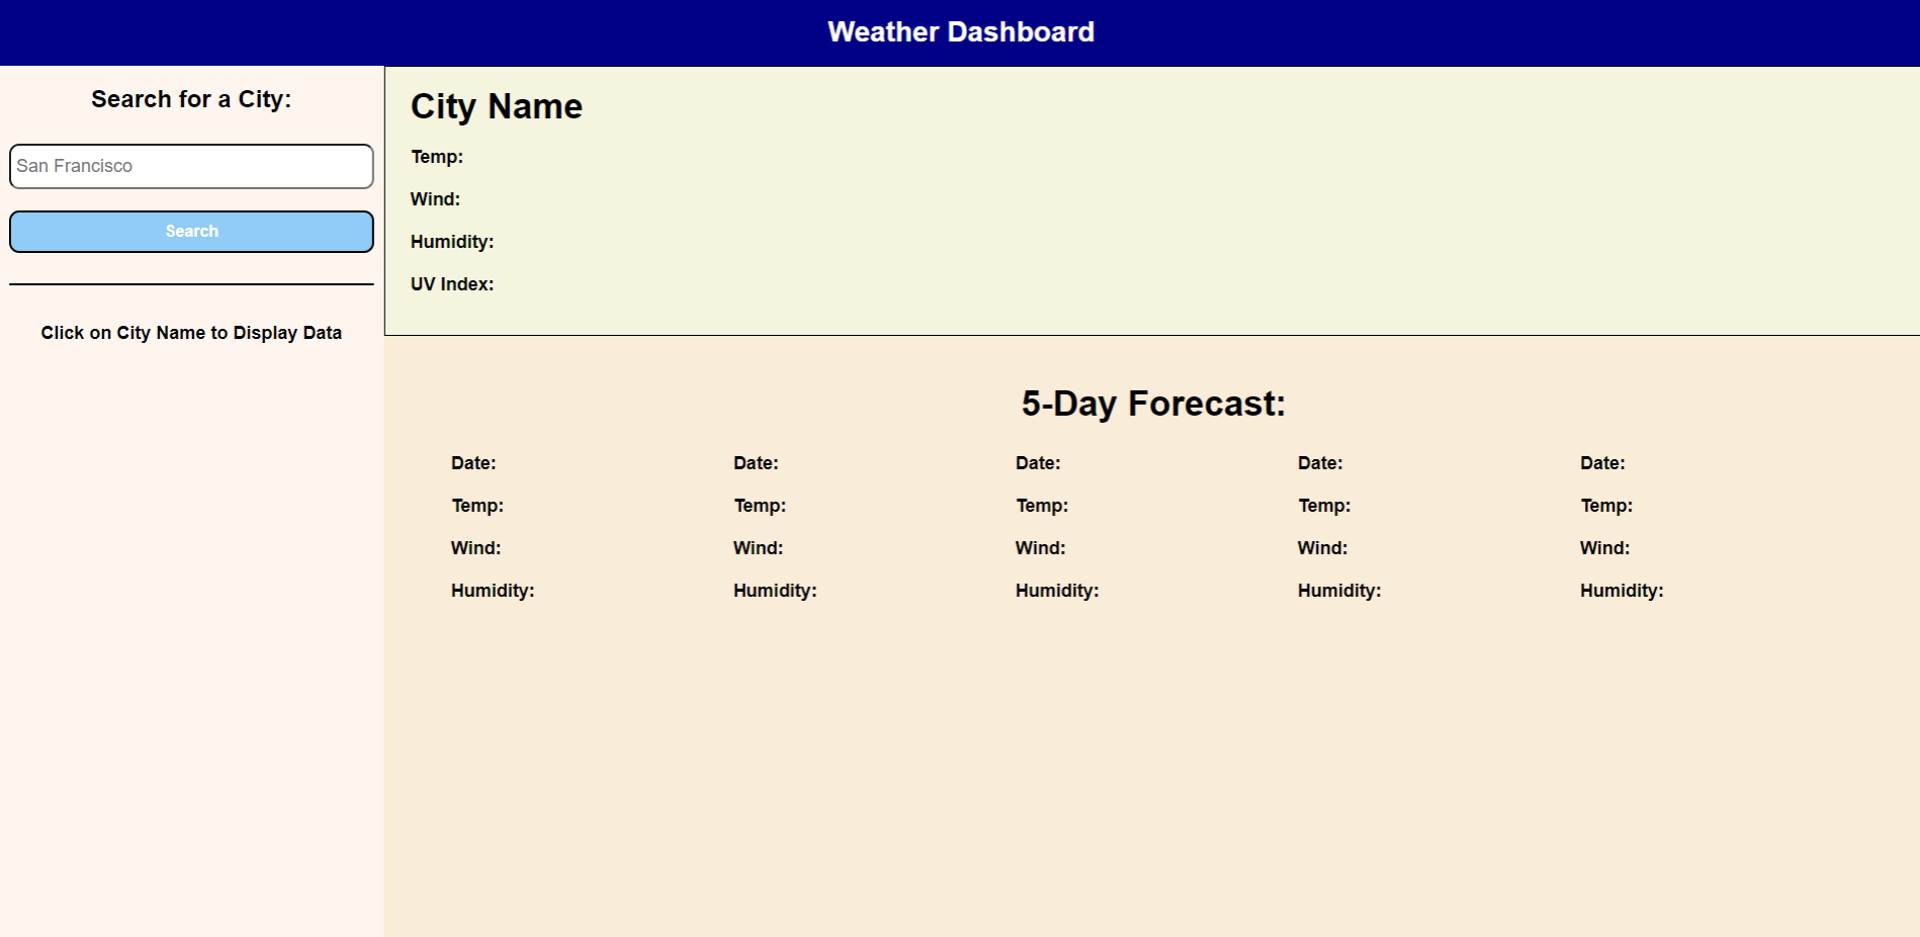 Weather Dashboard
Search for a City:
San Francisco
Search
Click on City Name to Display Data
City Name
Temp:
Wind:
Humidity:
UV Index:
5-Day Forecast:
Date: Date: Date: Date: Date:
Temp: Temp: Temp: Temp: Temp:
Wind: Wind: Wind: Wind: Wind:
Humidity: Humidity: Humidity: Humidity: Humidity: